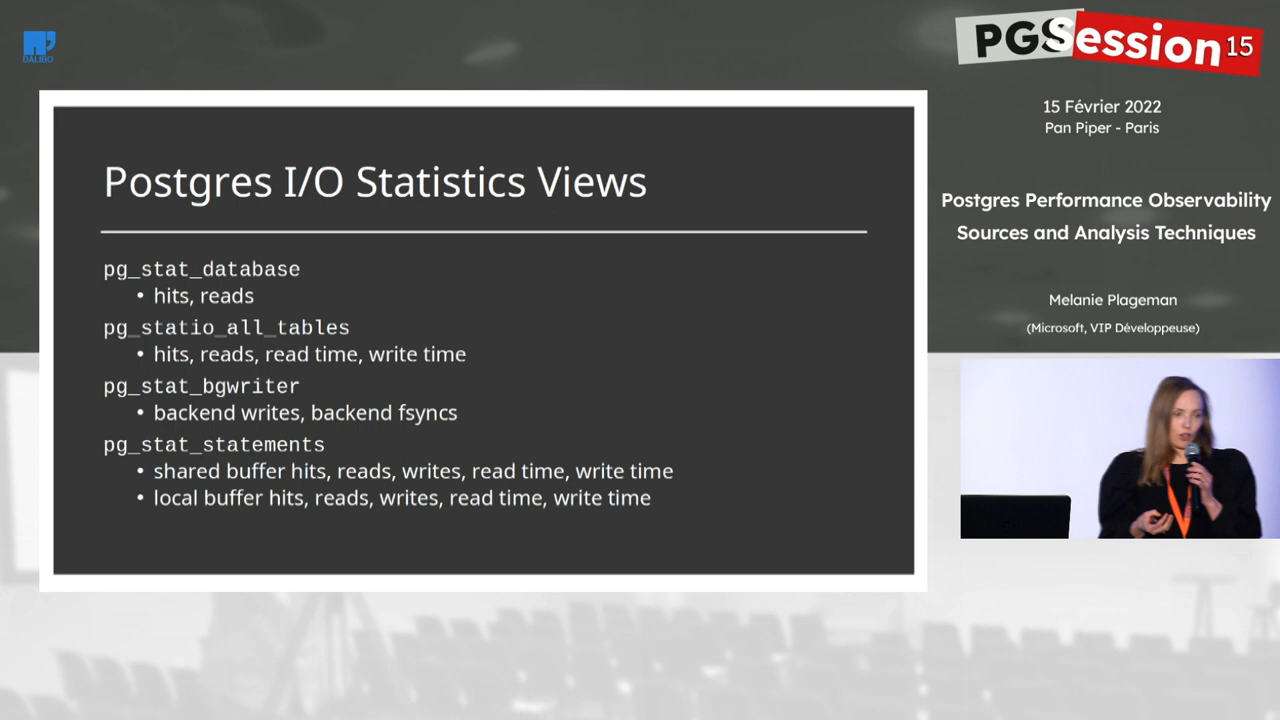 DALIBO
PGSession 15
15 Février 2022
Pan Piper - Paris
Postgres Performance Observability
Sources and Analysis Techniques
Melanie Plageman
(Microsoft, VIP Développeuse)
Postgres I/O Statistics Views
pg_stat_database
• hits, reads
pg_statio_all_tables
• hits, reads, read time, write time
pg_stat_bgwriter
• backend writes, backend fsyncs
pg_stat_statements
• shared buffer hits, reads, writes, read time, write time
• local buffer hits, reads, writes, read time, write time